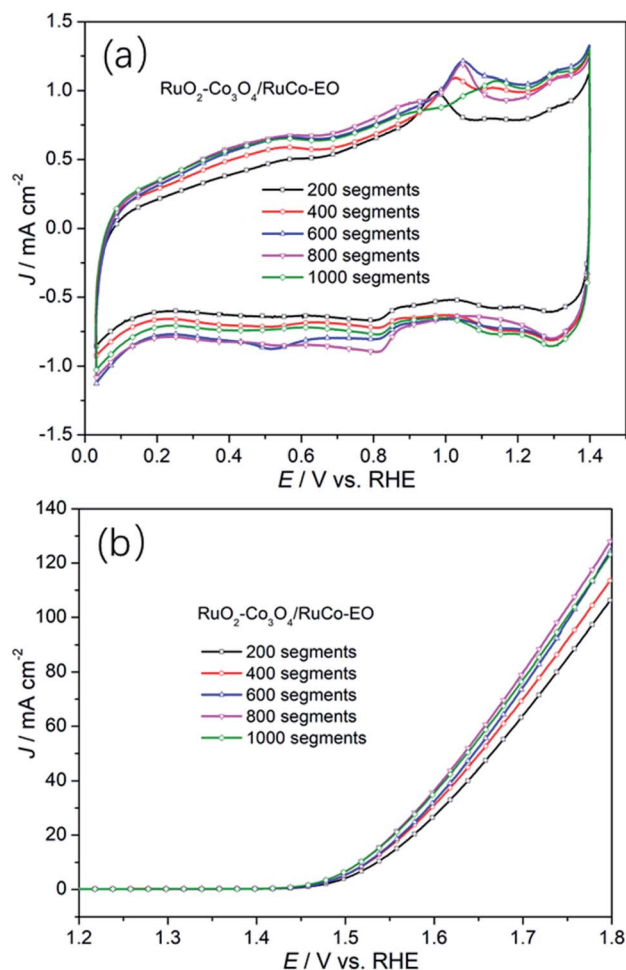 (a)
RuO₂-Co₃O₄/RuCo-EO
200 segments
400 segments
600 segments
800 segments
1000 segments
J / mA cm⁻²
1.5
1.0
0.5
0.0
-0.5
-1.0
-1.5
0.0 0.2 0.4 0.6 0.8 1.0 1.2 1.4
E / V vs. RHE
(b)
RuO₂-Co₃O₄/RuCo-EO
200 segments
400 segments
600 segments
800 segments
1000 segments
J / mA cm⁻²
140
120
100
80
60
40
20
0
1.2 1.3 1.4 1.5 1.6 1.7 1.8
E / V vs. RHE